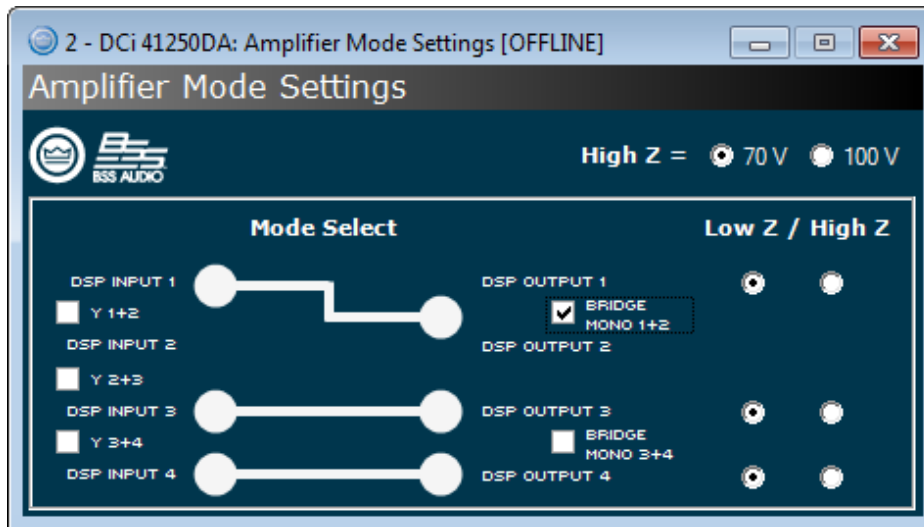 2 - DCi 41250DA: Amplifier Mode Settings [OFFLINE]
Amplifier Mode Settings
BSS AUDIO
High Z = 70 V 100 V
Mode Select
Low Z / High Z
DSP INPUT 1
DSP OUTPUT 1
Y 1+2
BRIDGE
MONO 1+2
DSP INPUT 2
DSP OUTPUT 2
Y 2+3
DSP INPUT 3
DSP OUTPUT 3
Y 3+4
BRIDGE
MONO 3+4
DSP INPUT 4
DSP OUTPUT 4